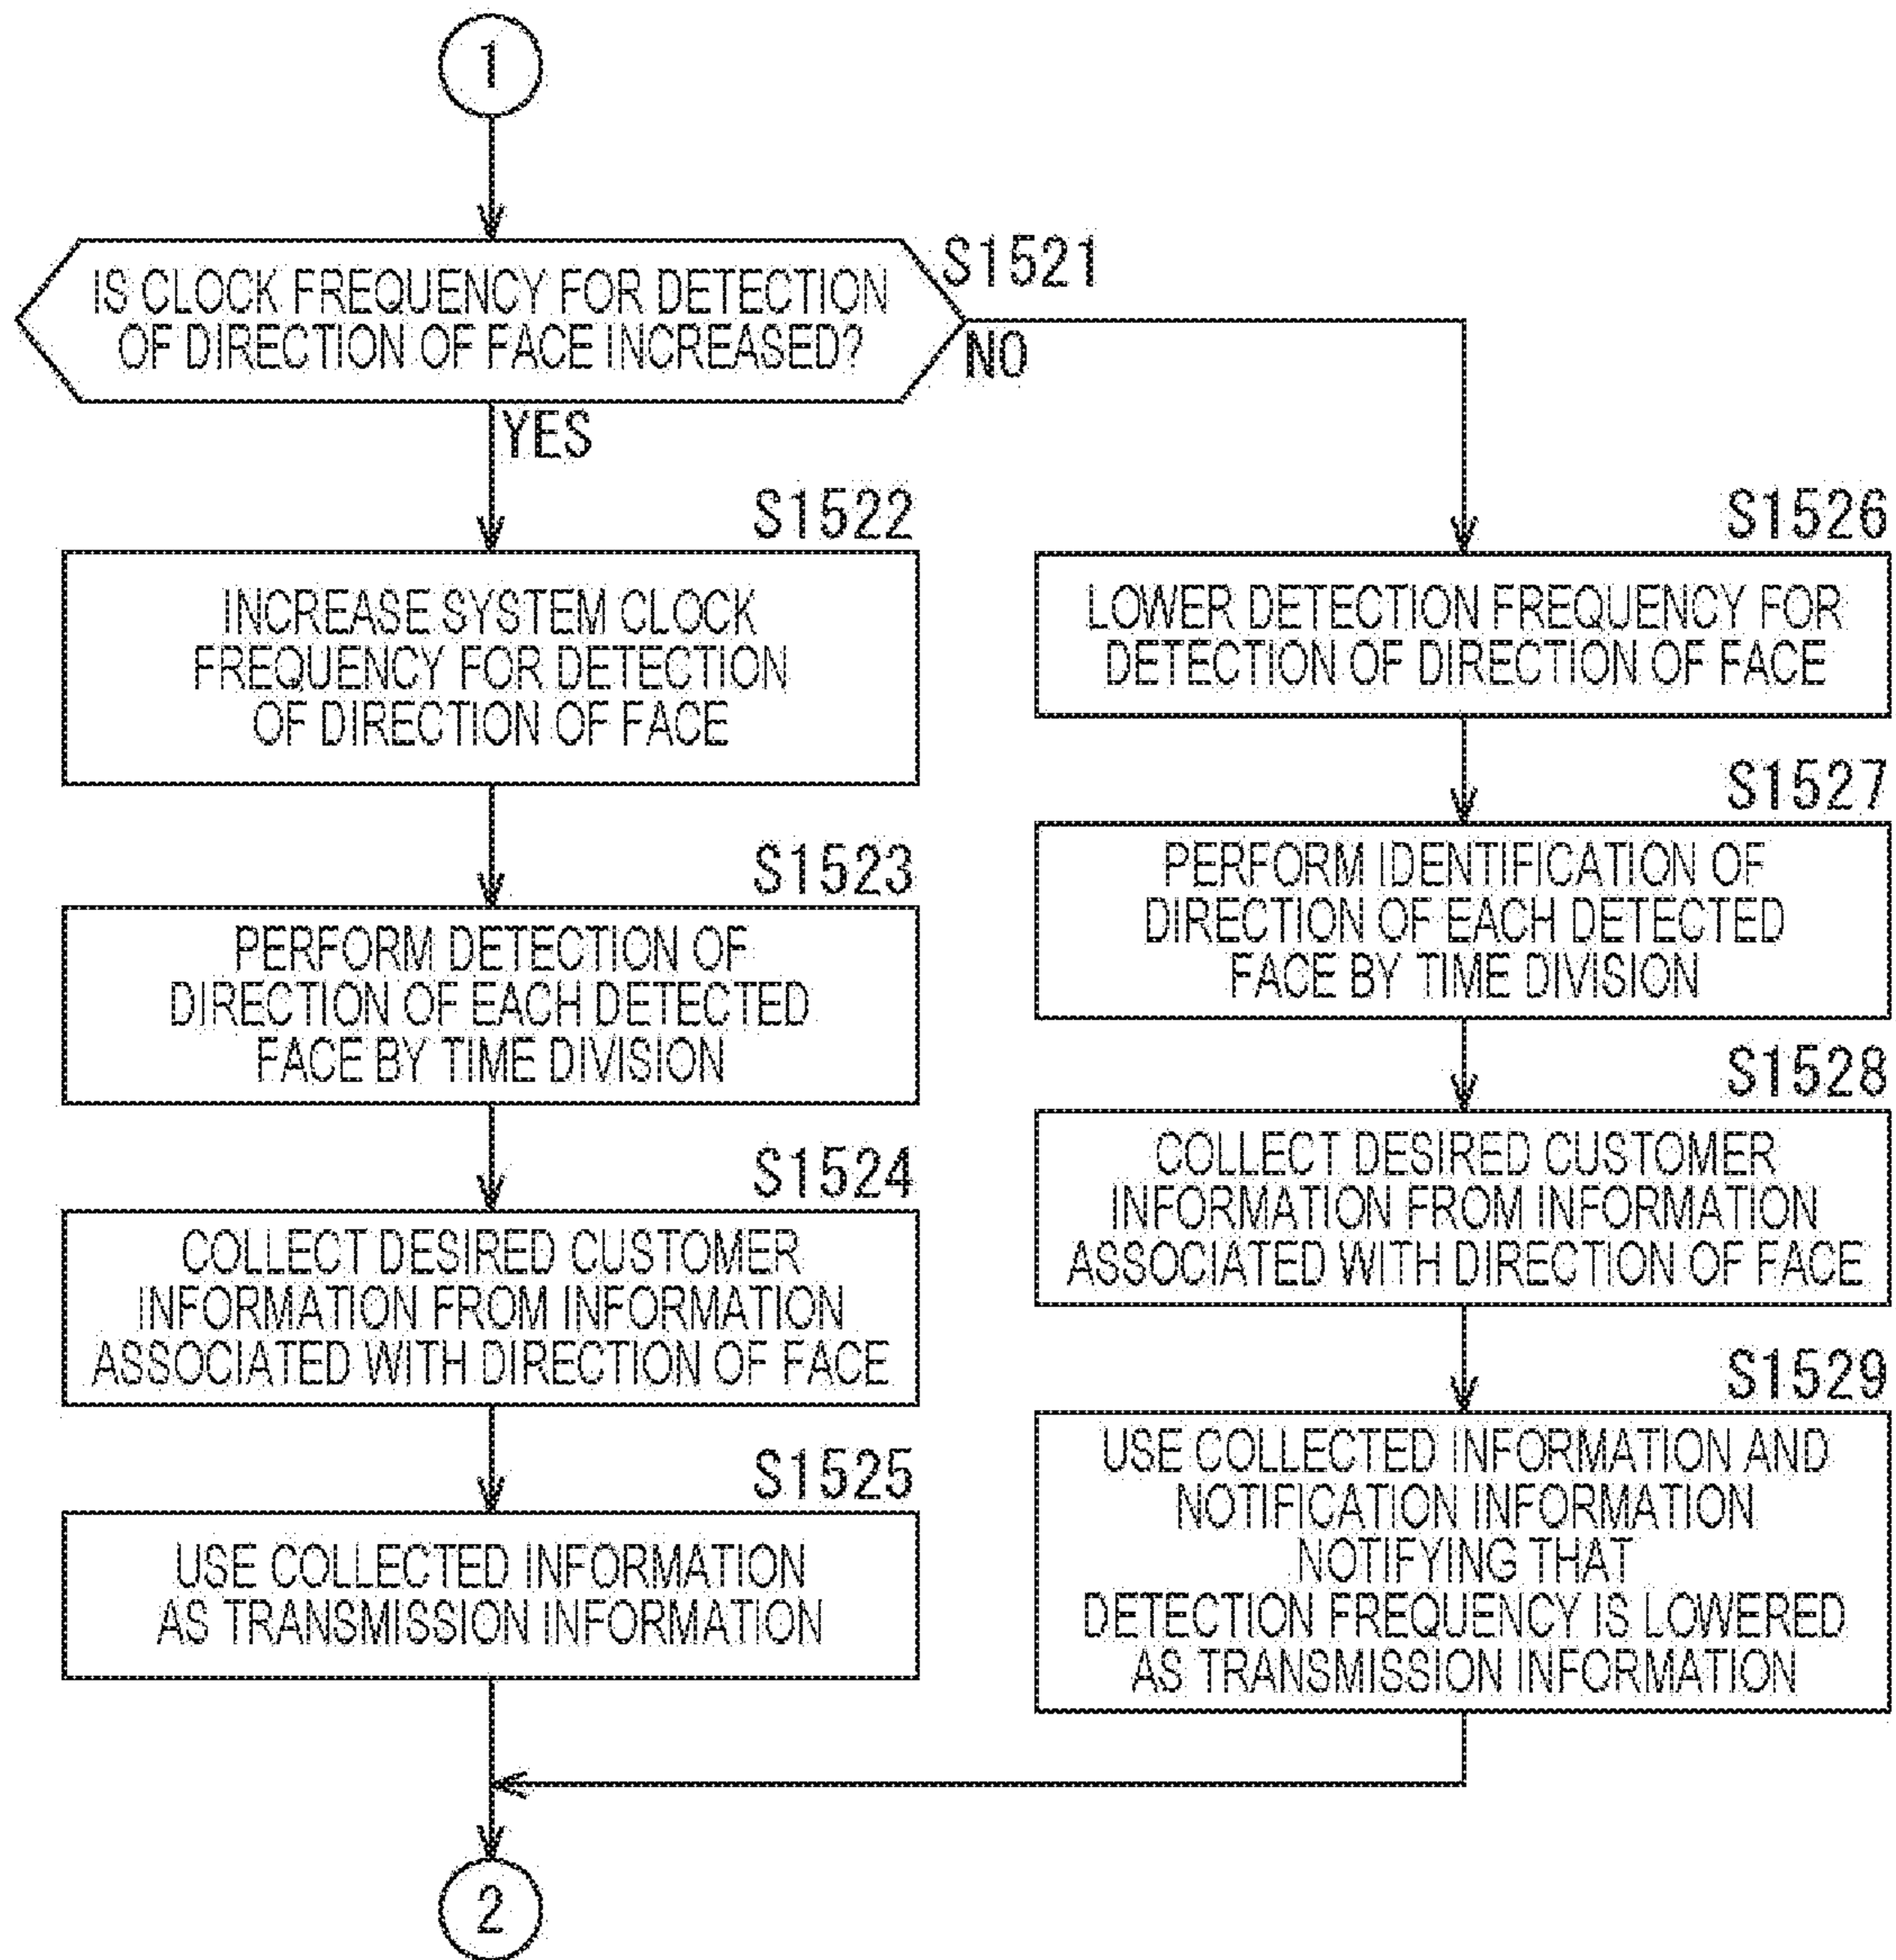 1
S1521
IS CLOCK FREQUENCY FOR DETECTION
OF DIRECTION OF FACE INCREASED?
NO
YES
S1522
INCREASE SYSTEM CLOCK
FREQUENCY FOR DETECTION
OF DIRECTION OF FACE
S1523
PERFORM DETECTION OF
DIRECTION OF EACH DETECTED
FACE BY TIME DIVISION
S1524
COLLECT DESIRED CUSTOMER
INFORMATION FROM INFORMATION
ASSOCIATED WITH DIRECTION OF FACE
S1525
USE COLLECTED INFORMATION
AS TRANSMISSION INFORMATION
S1526
LOWER DETECTION FREQUENCY FOR
DETECTION OF DIRECTION OF FACE
S1527
PERFORM IDENTIFICATION OF
DIRECTION OF EACH DETECTED
FACE BY TIME DIVISION
S1528
COLLECT DESIRED CUSTOMER
INFORMATION FROM INFORMATION
ASSOCIATED WITH DIRECTION OF FACE
S1529
USE COLLECTED INFORMATION AND
NOTIFICATION INFORMATION
NOTIFYING THAT
DETECTION FREQUENCY IS LOWERED
AS TRANSMISSION INFORMATION
2